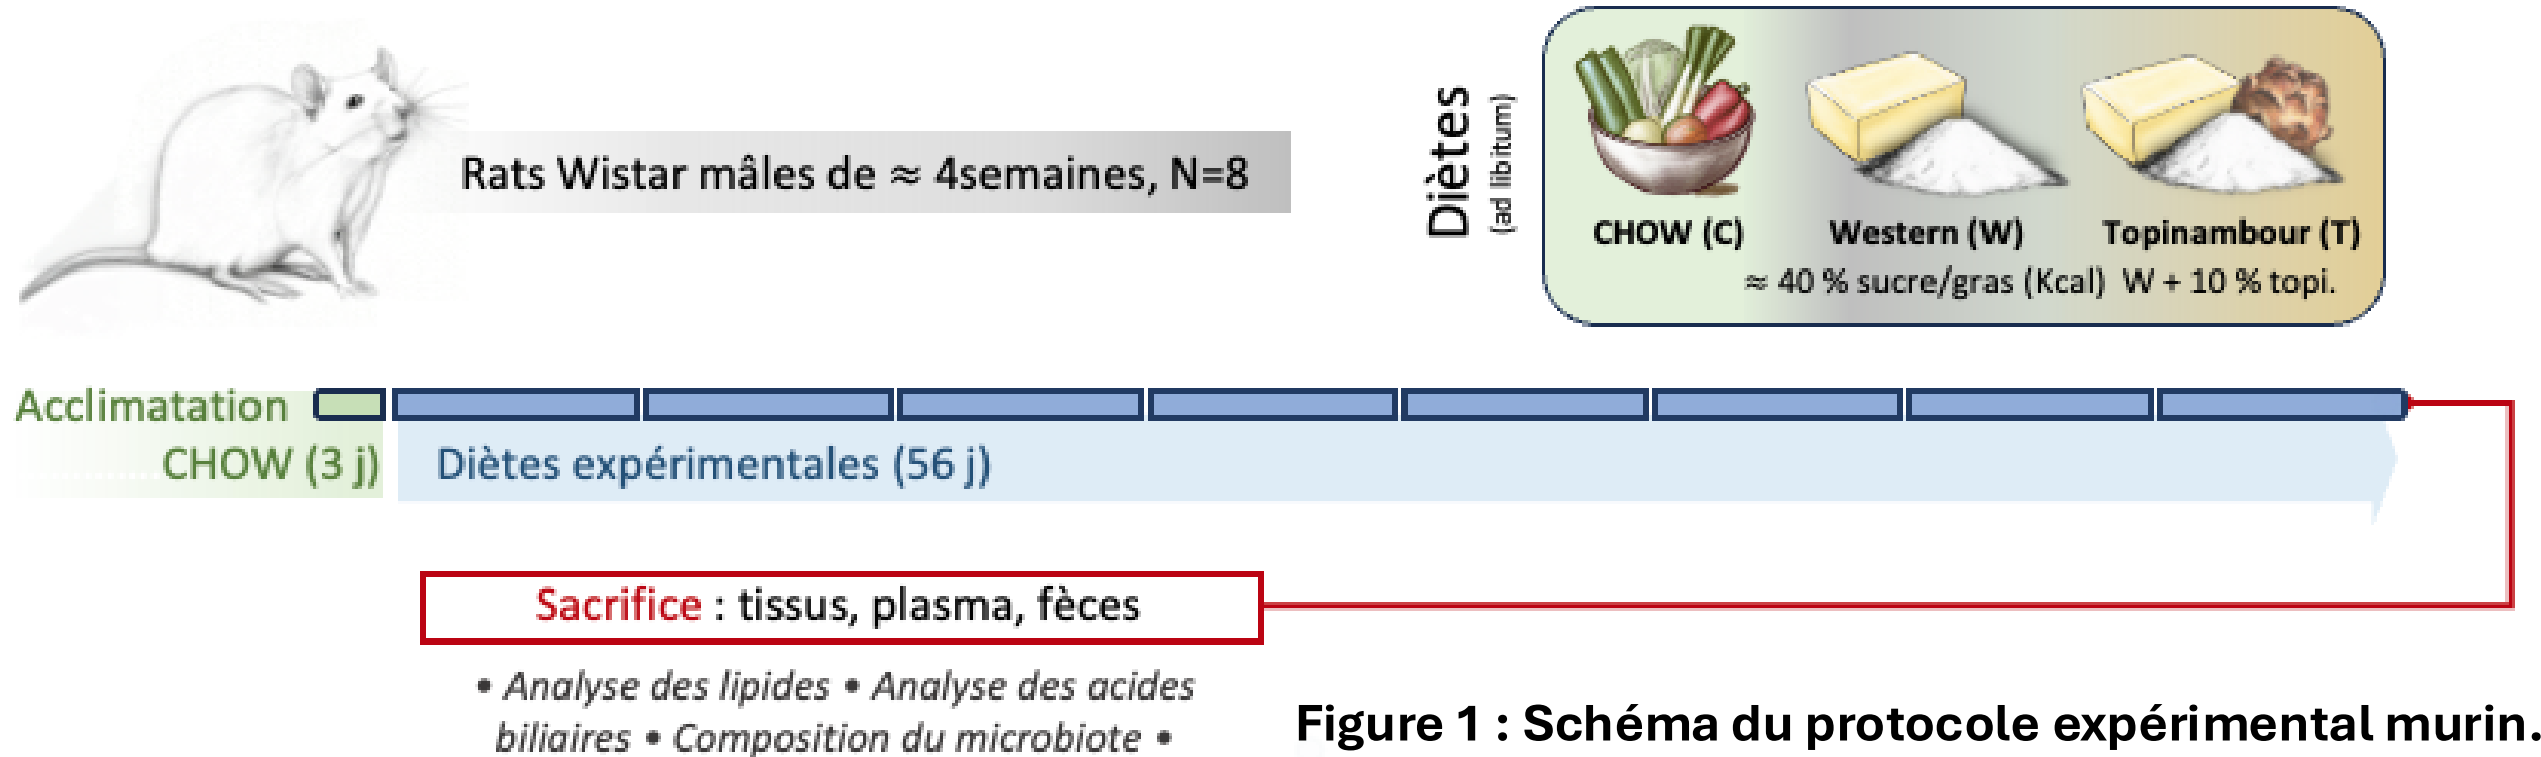 Rats Wistar mâles de ≈ 4semaines, N=8
Diètes
(ad libitum)
CHOW (C)
Western (W)
Topinambour (T)
≈ 40 % sucre/gras (Kcal)
W + 10 % topi.
Acclimatation
CHOW (3 j)
Diètes expérimentales (56 j)
Sacrifice : tissus, plasma, fèces
• Analyse des lipides • Analyse des acides
biliaires • Composition du microbiote •
Figure 1 : Schéma du protocole expérimental murin.